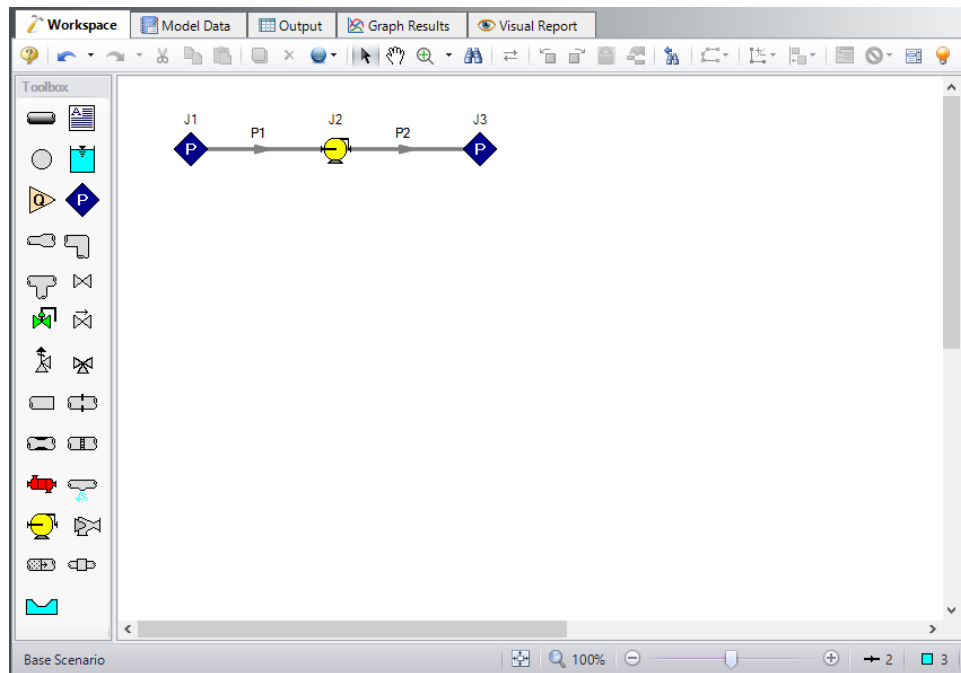 Workspace Model Data Output Graph Results Visual Report
Toolbox
A
J1 J2 J3
P1 P2
P P
Q P
Base Scenario 100% 2 3